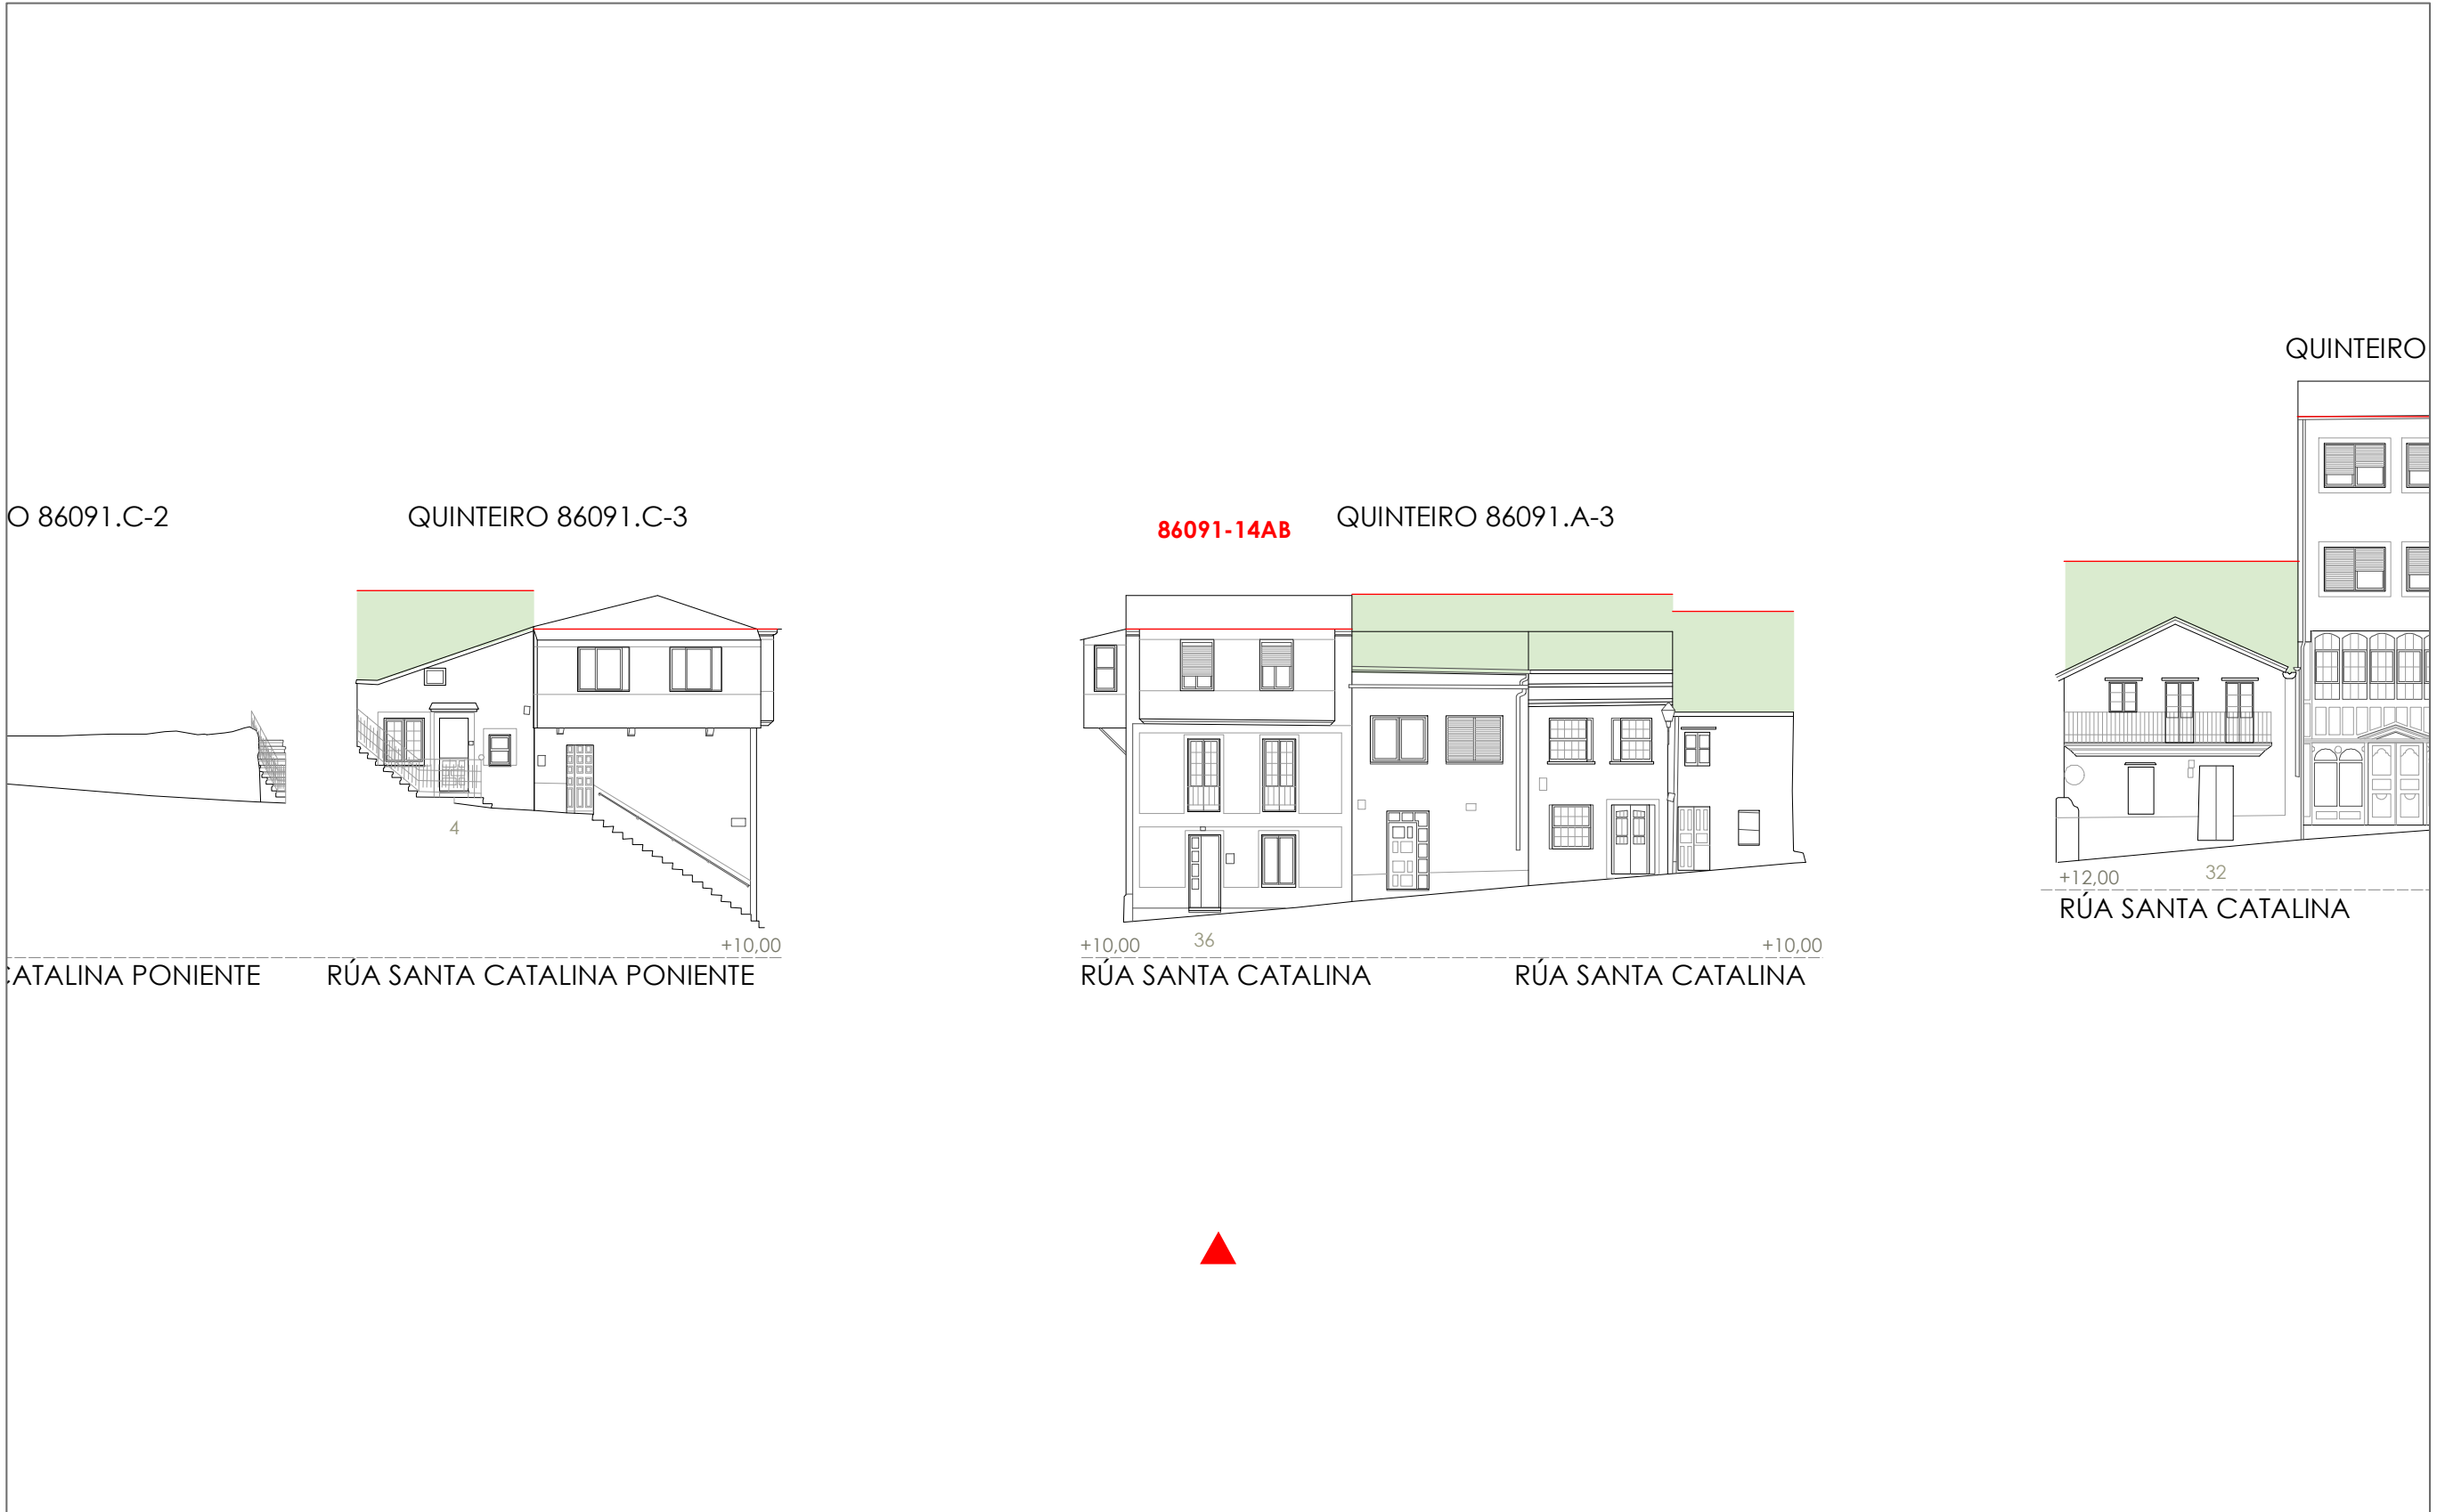 QUINTEIRO
O 86091.C-2
QUINTEIRO 86091.C-3
86091-14AB
QUINTEIRO 86091.A-3
4
36
32
+12,00
RÚA SANTA CATALINA
+10,00
+10,00
+10,00
CATALINA PONIENTE
RÚA SANTA CATALINA PONIENTE
RÚA SANTA CATALINA
RÚA SANTA CATALINA